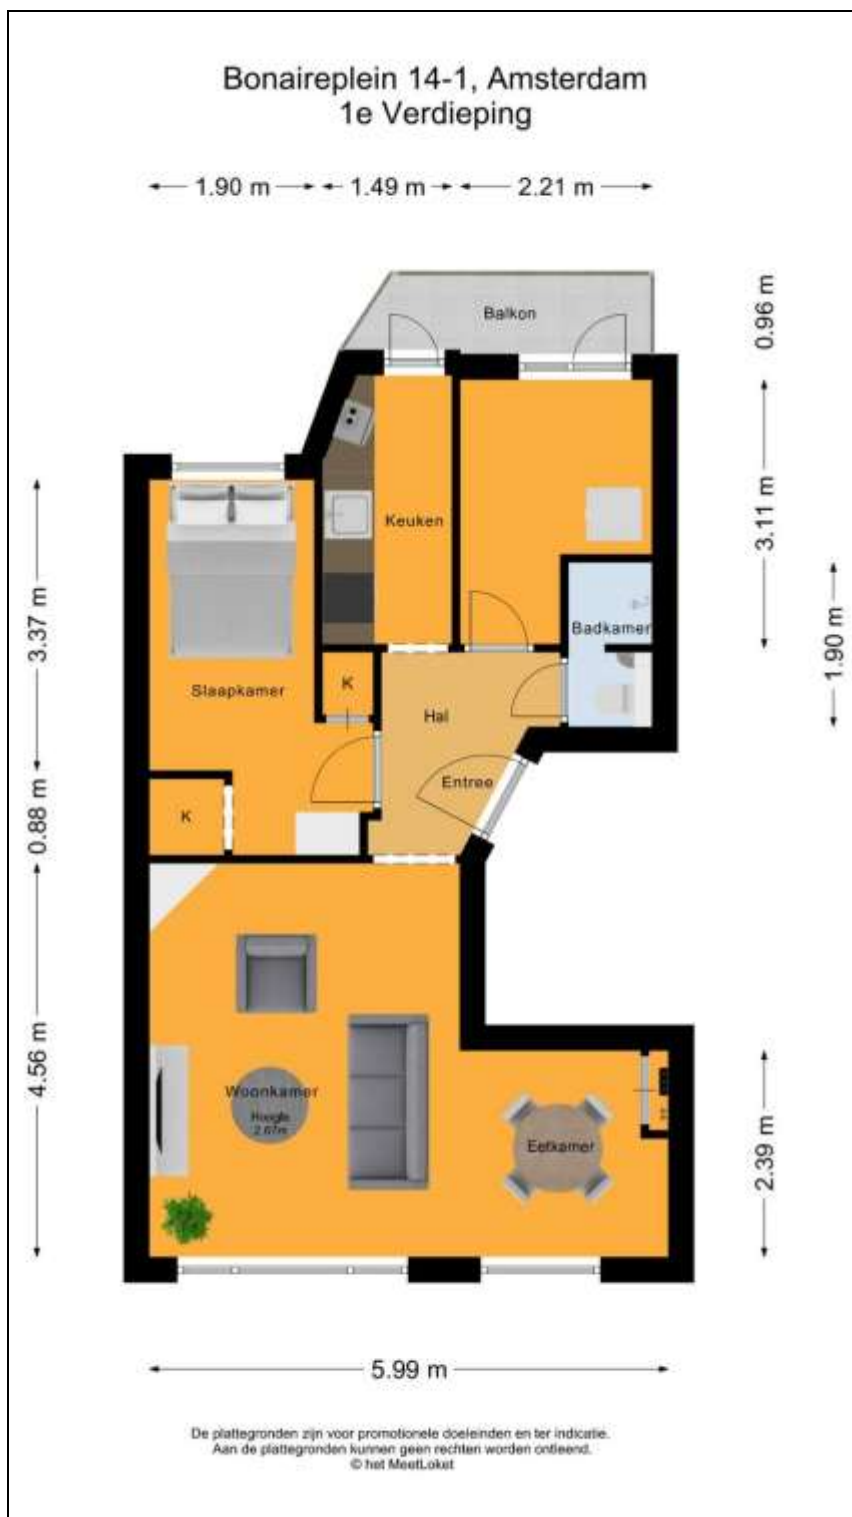 Bonaireplein 14-1, Amsterdam
1e Verdieping
1.90 m
1.49 m
2.21 m
0.96 m
Balkon
3.11 m
Keuken
3.37 m
Badkamer
1.90 m
Slaapkamer
K
Hal
Entree
0.88 m
K
4.56 m
Woonkamer
Hoogte
2.67m
Eetkamer
2.39 m
5.99 m
De plattegronden zijn voor promotionele doeleinden en ter indicatie.
Aan de plattegronden kunnen geen rechten worden ontleend.
© het MeetLoket